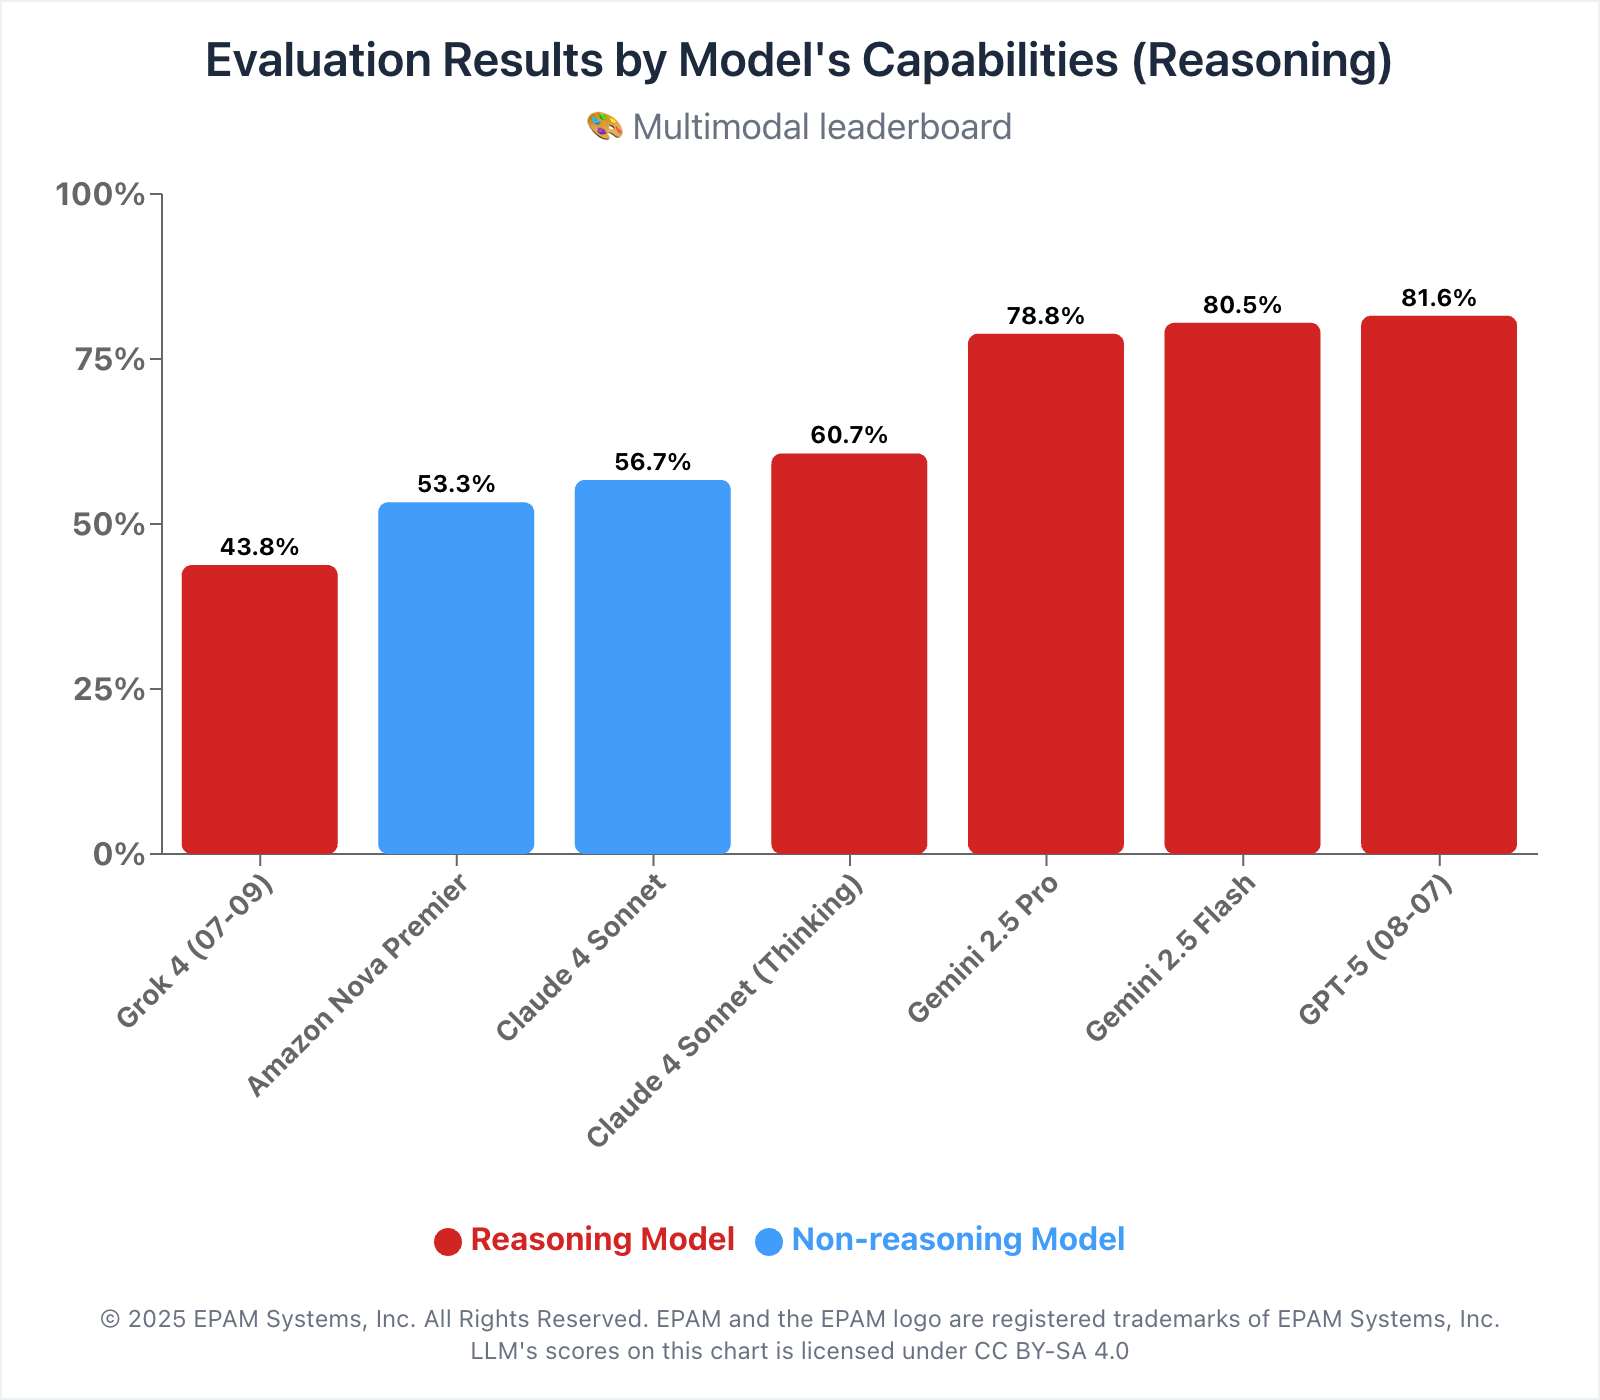 Evaluation Results by Model's Capabilities (Reasoning)
🎨 Multimodal leaderboard
100%
75%
50%
25%
0%
43.8%
53.3%
56.7%
60.7%
78.8%
80.5%
81.6%
Grok 4 (07-09)
Amazon Nova Premier
Claude 4 Sonnet
Claude 4 Sonnet (Thinking)
Gemini 2.5 Pro
Gemini 2.5 Flash
GPT-5 (08-07)
Reasoning Model
Non-reasoning Model
© 2025 EPAM Systems, Inc. All Rights Reserved. EPAM and the EPAM logo are registered trademarks of EPAM Systems, Inc.
LLM's scores on this chart is licensed under CC BY-SA 4.0